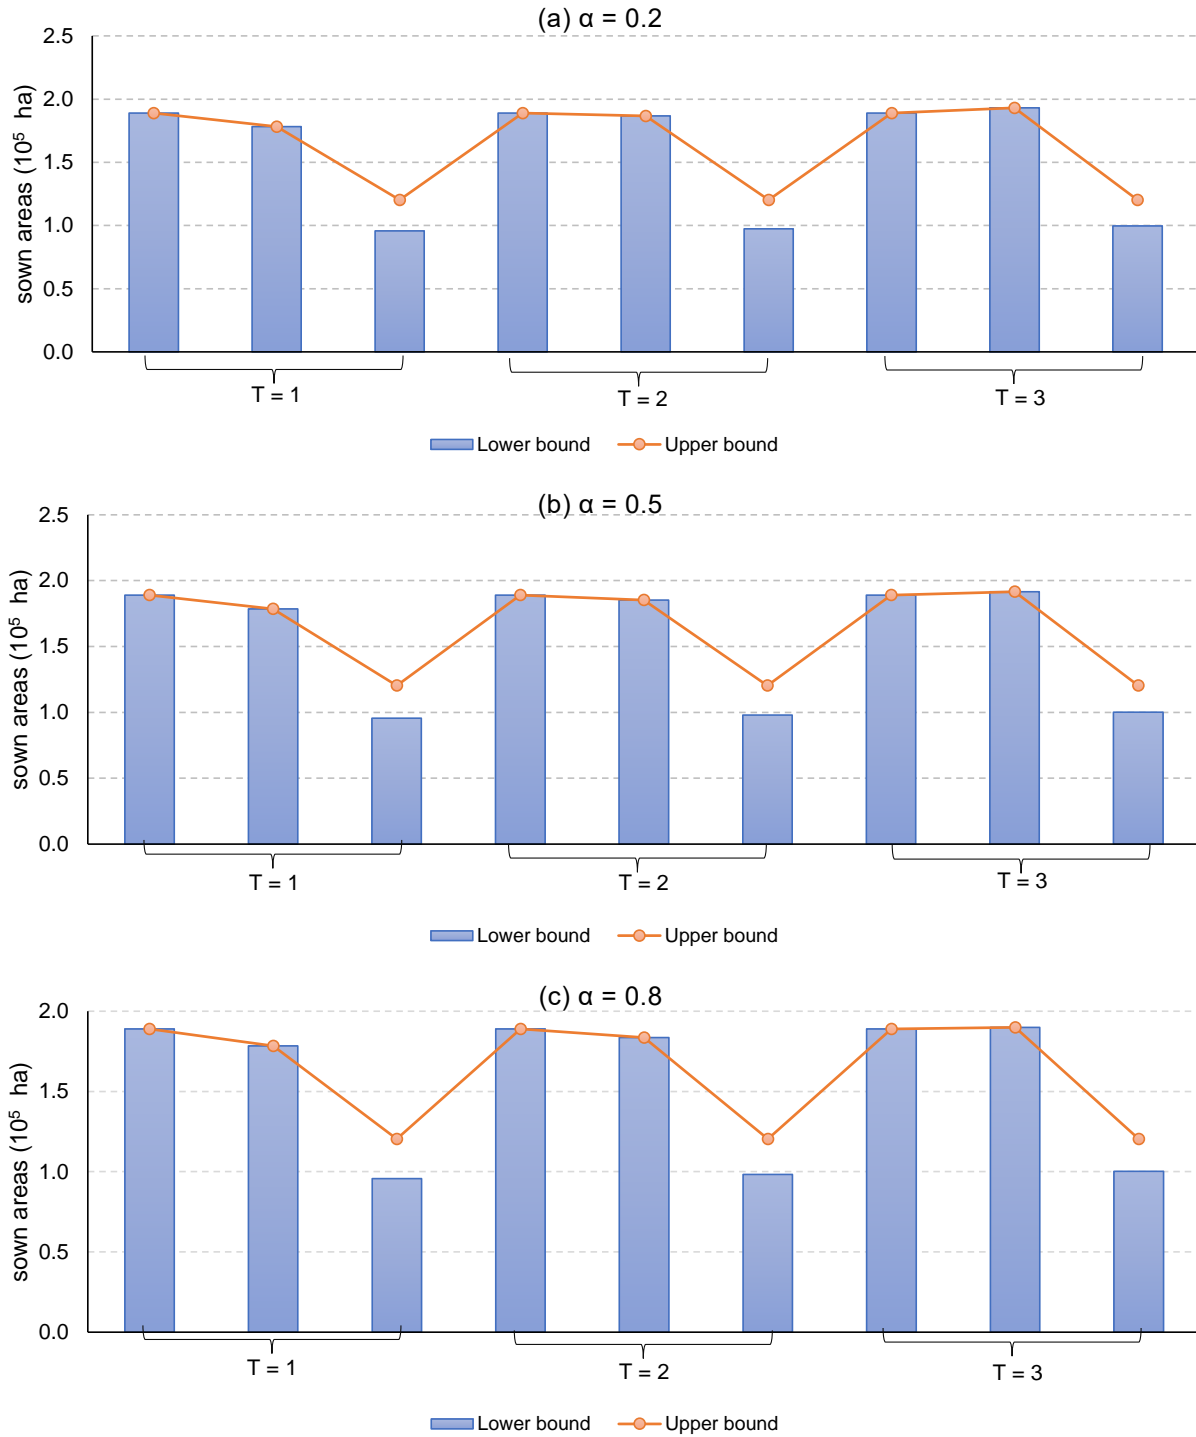 (a) α = 0.2
sown areas (10⁵ ha)
2.5
2.0
1.5
1.0
0.5
0.0
T = 1
T = 2
T = 3
Lower bound
Upper bound
(b) α = 0.5
sown areas (10⁵ ha)
2.5
2.0
1.5
1.0
0.5
0.0
T = 1
T = 2
T = 3
Lower bound
Upper bound
(c) α = 0.8
sown areas (10⁵ ha)
2.0
1.5
1.0
0.5
0.0
T = 1
T = 2
T = 3
Lower bound
Upper bound